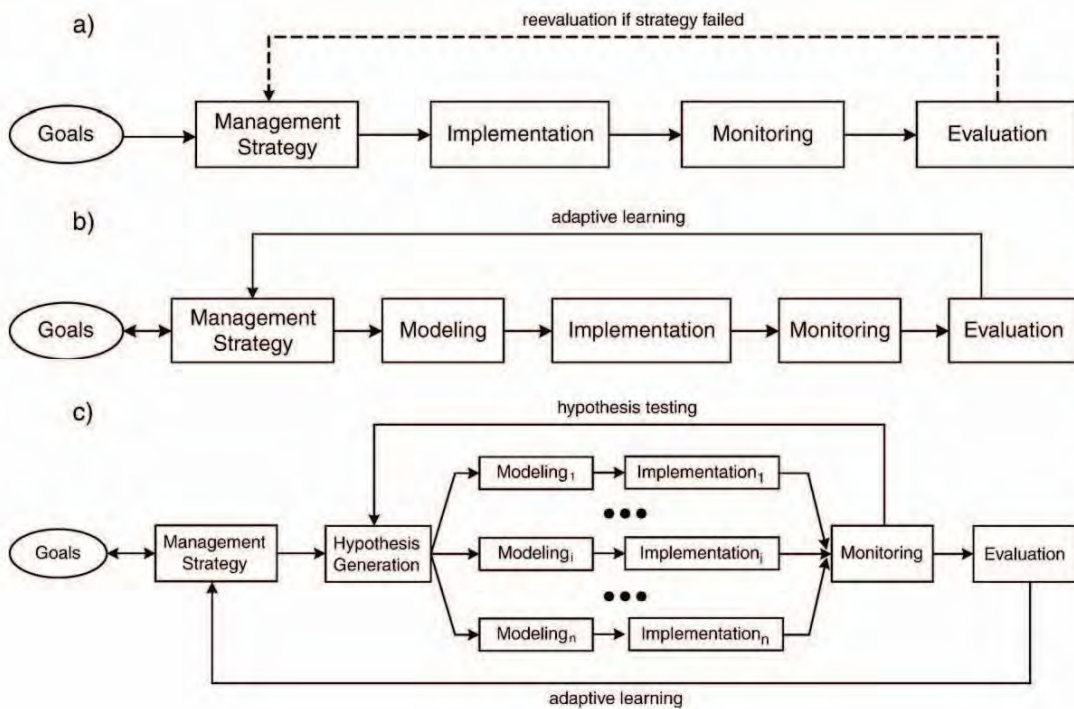 a)
reevaluation if strategy failed
Goals
Management
Strategy
Implementation
Monitoring
Evaluation
b)
adaptive learning
Goals
Management
Strategy
Modeling
Implementation
Monitoring
Evaluation
c)
hypothesis testing
Goals
Management
Strategy
Hypothesis
Generation
Modeling₁
Implementation₁
•••
Modelingᵢ
Implementationᵢ
•••
Modelingₙ
Implementationₙ
Monitoring
Evaluation
adaptive learning